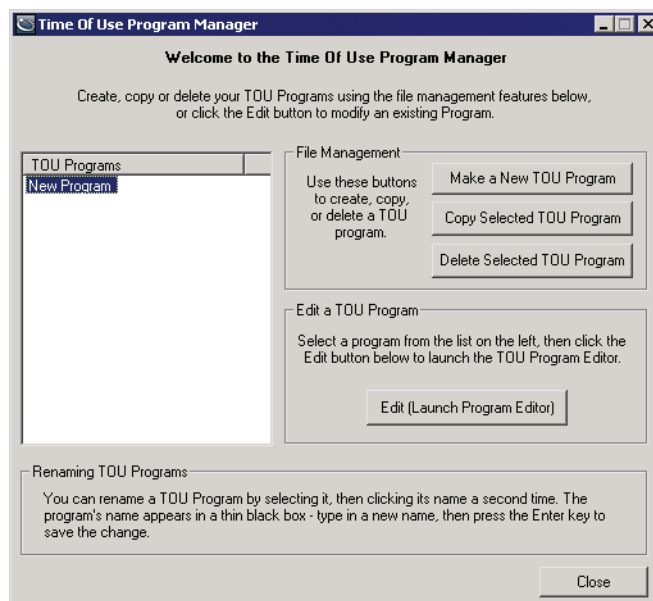 Time Of Use Program Manager
Welcome to the Time Of Use Program Manager
Create, copy or delete your TOU Programs using the file management features below,
or click the Edit button to modify an existing Program.
TOU Programs
New Program
File Management
Use these buttons
to create, copy,
or delete a TOU
program.
Make a New TOU Program
Copy Selected TOU Program
Delete Selected TOU Program
Edit a TOU Program
Select a program from the list on the left, then click the
Edit button below to launch the TOU Program Editor.
Edit (Launch Program Editor)
Renaming TOU Programs
You can rename a TOU Program by selecting it, then clicking its name a second time. The
program's name appears in a thin black box - type in a new name, then press the Enter key to
save the change.
Close